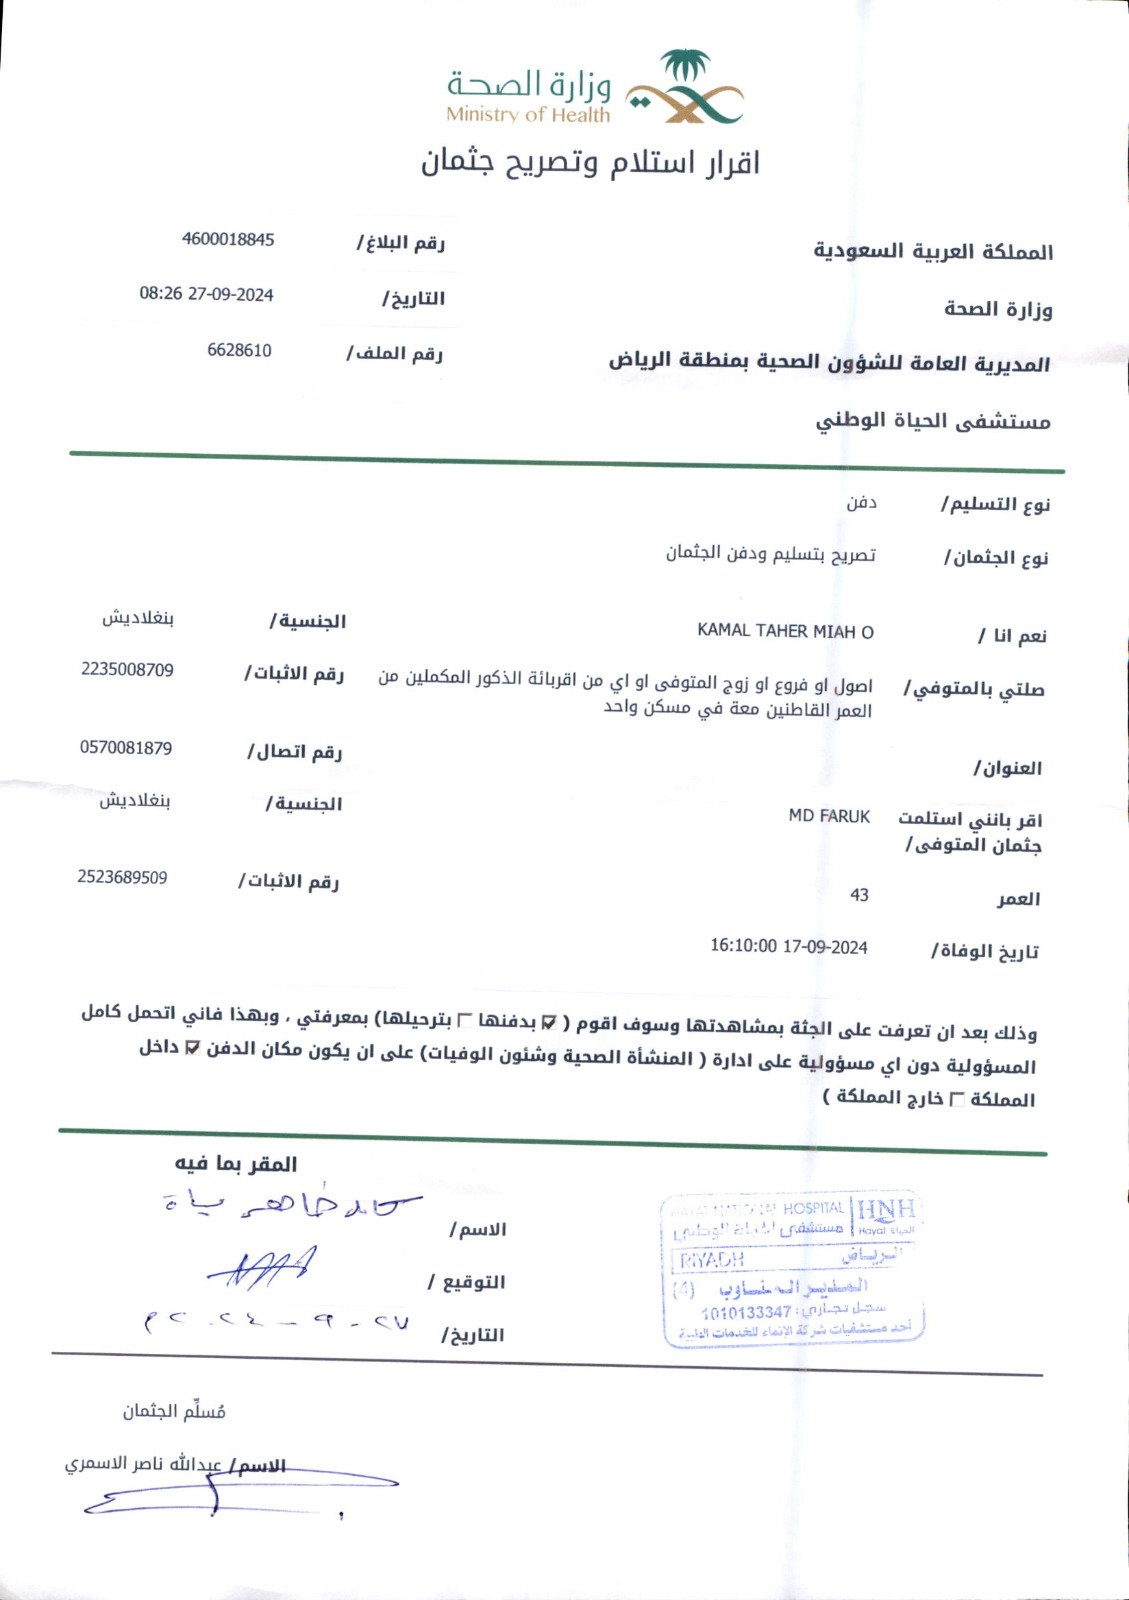 وزارة الصحة
Ministry of Health
اقرار استلام وتصريح جثمان
المملكة العربية السعودية
رقم البلاغ/ 4600018845
وزارة الصحة
التاريخ/ 27-09-2024 08:26
المديرية العامة للشؤون الصحية بمنطقة الرياض
رقم الملف/ 6628610
مستشفى الحياة الوطني
نوع التسليم/ دفن
نوع الجثمان/ تصريح بتسليم ودفن الجثمان
نعم انا / KAMAL TAHER MIAH O الجنسية/ بنغلاديش
صلتي بالمتوفي/ اصول او فروع او زوج المتوفى او اي من اقربائة الذكور المكملين من رقم الاثبات/ 2235008709
العمر القاطنين معة في مسكن واحد
العنوان/ رقم اتصال/ 0570081879
اقر بانني استلمت MD FARUK الجنسية/ بنغلاديش
جثمان المتوفى/
العمر 43 رقم الاثبات/ 2523689509
تاريخ الوفاة/ 17-09-2024 16:10:00
وذلك بعد ان تعرفت على الجثة بمشاهدتها وسوف اقوم ( ☑ بدفنها ☐ بترحيلها) بمعرفتي ، وبهذا فاني اتحمل كامل
المسؤولية دون اي مسؤولية على ادارة ( المنشأة الصحية وشئون الوفيات) على ان يكون مكان الدفن ☑ داخل
المملكة ☐ خارج المملكة )
المقر بما فيه
الاسم/ طاهر مياة
التوقيع /
التاريخ/ ٢٧ - ٩ - ٢٠٢٤ م
HAYAT NATIONAL HOSPITAL HNH
مستشفى الحياة الوطني Hayat الحياة
RIYADH الرياض
المدير المناوب (4)
سجل تجاري: 1010133347
أحد مستشفيات شركة الإنماء للخدمات الطبية
مُسلِّم الجثمان
الاسم/ عبدالله ناصر الاسمري